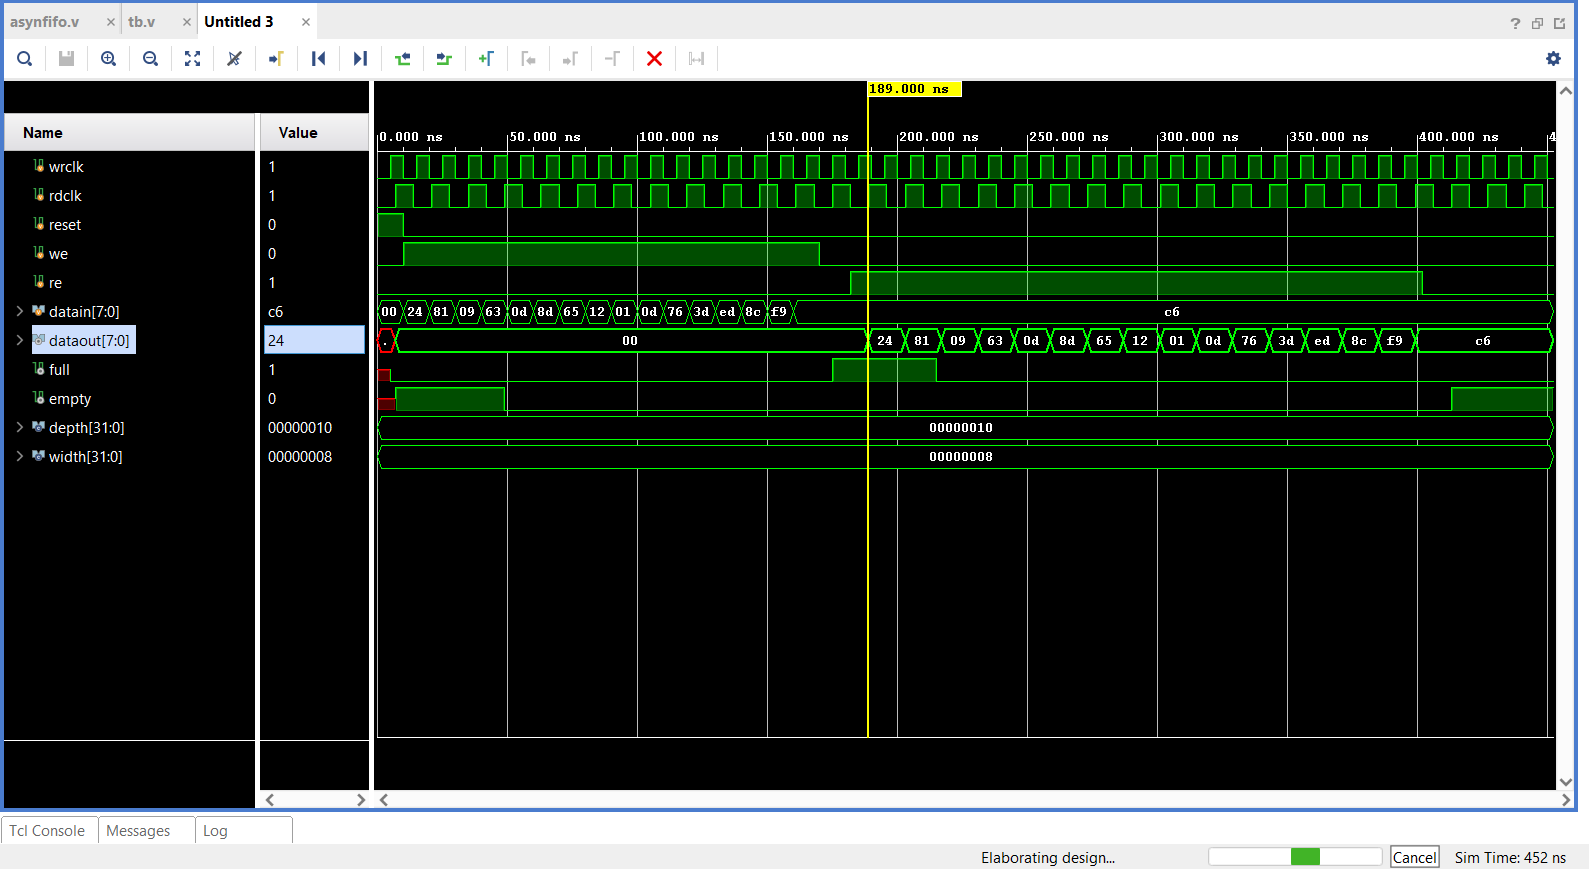 asynfifo.v × tb.v × Untitled 3 × ?
189.000 ns
Name Value
0.000 ns 50.000 ns 100.000 ns 150.000 ns 200.000 ns 250.000 ns 300.000 ns 350.000 ns 400.000 ns 4
wrclk 1
rdclk 1
reset 0
we 0
re 1
datain[7:0] c6 00 24 81 09 63 0d 8d 65 12 01 0d 76 3d ed 8c f9 c6
dataout[7:0] 24 . 00 24 81 09 63 0d 8d 65 12 01 0d 76 3d ed 8c f9 c6
full 1
empty 0
depth[31:0] 00000010 00000010
width[31:0] 00000008 00000008
Tcl Console Messages Log
Elaborating design... Cancel Sim Time: 452 ns